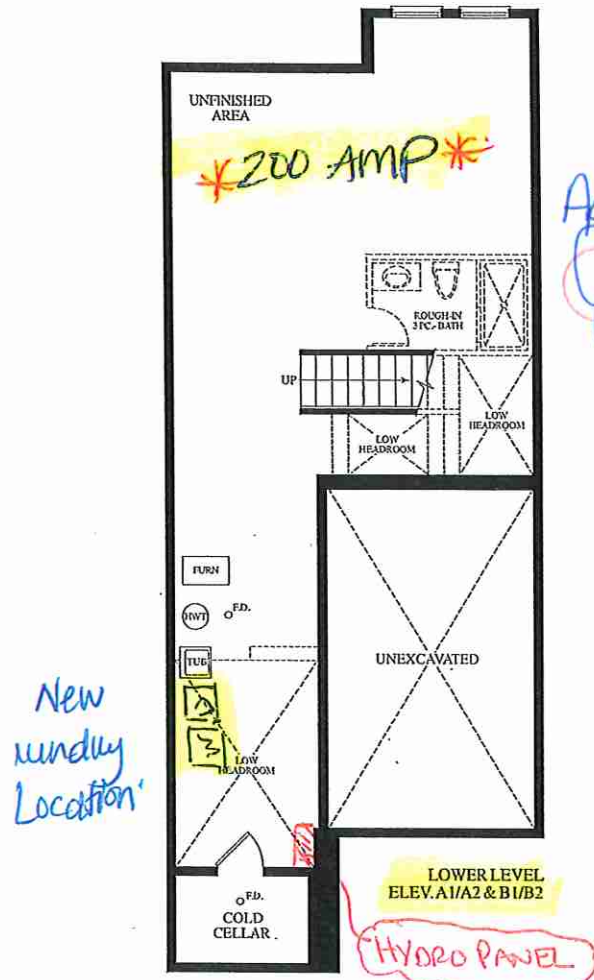 UNFINISHED
AREA
*200 AMP*
ROUGH-IN
3 PC.- BATH
UP
LOW
HEADROOM
LOW
HEADROOM
FURN
HWT
F.D.
TUB
UNEXCAVATED
New
Location
LOW
HEADROOM
F.D.
COLD
CELLAR
LOWER LEVEL
ELEV. A1/A2 & B1/B2
HYDRO PANEL